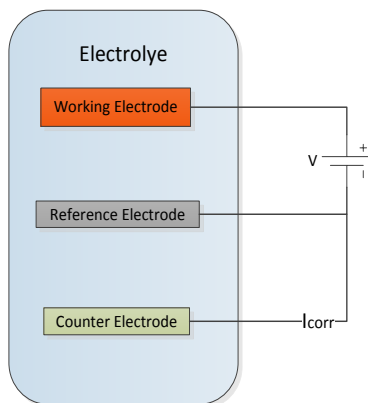 Electrolye
Working Electrode
+
V
−
Reference Electrode
Counter Electrode
Icorr